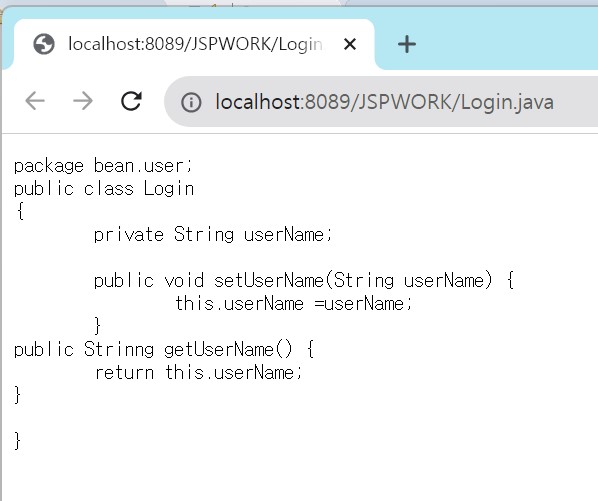 localhost:8089/JSPWORK/Login
localhost:8089/JSPWORK/Login.java
package bean.user;
public class Login
{
private String userName;
public void setUserName(String userName) {
this.userName =userName;
}
public Strinng getUserName() {
return this.userName;
}
}